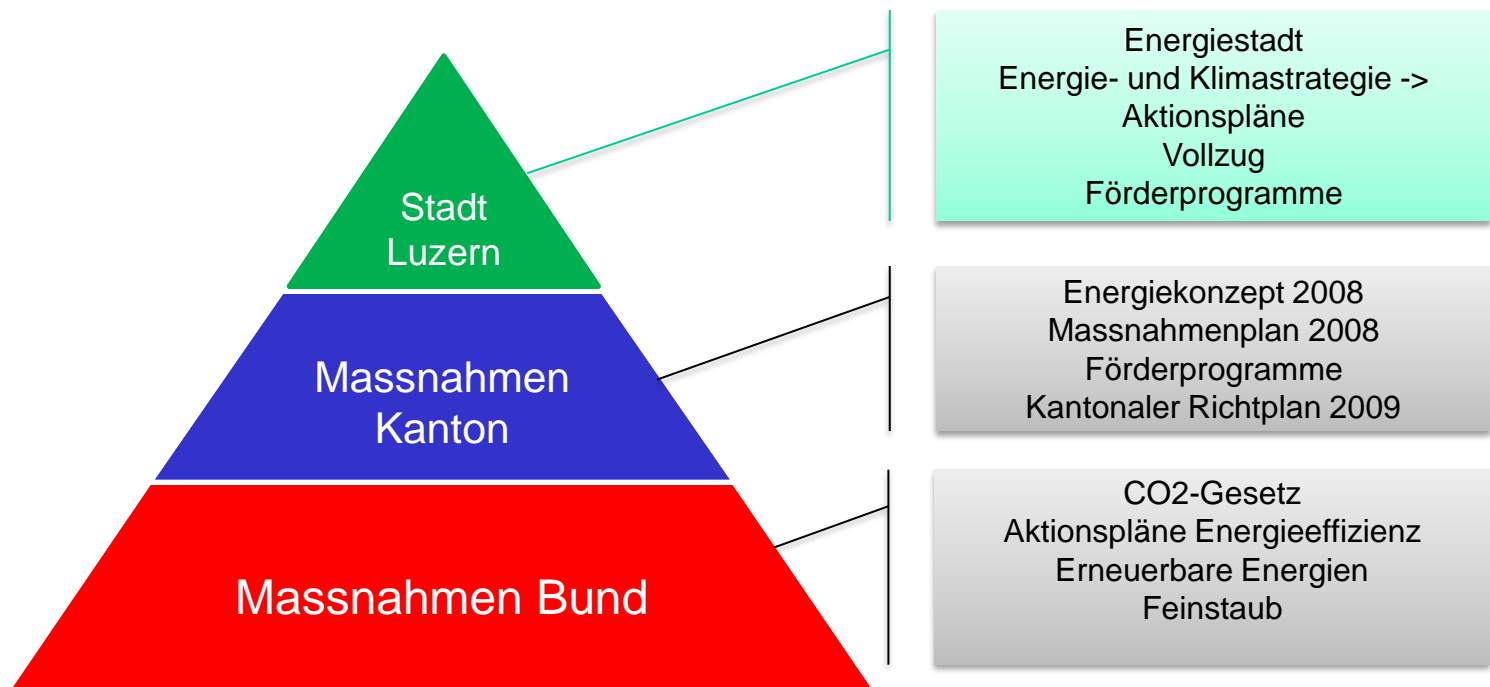 Stadt
Luzern
Energiestadt
Energie- und Klimastrategie ->
Aktionspläne
Vollzug
Förderprogramme
Massnahmen
Kanton
Energiekonzept 2008
Massnahmenplan 2008
Förderprogramme
Kantonaler Richtplan 2009
Massnahmen Bund
CO2-Gesetz
Aktionspläne Energieeffizienz
Erneuerbare Energien
Feinstaub